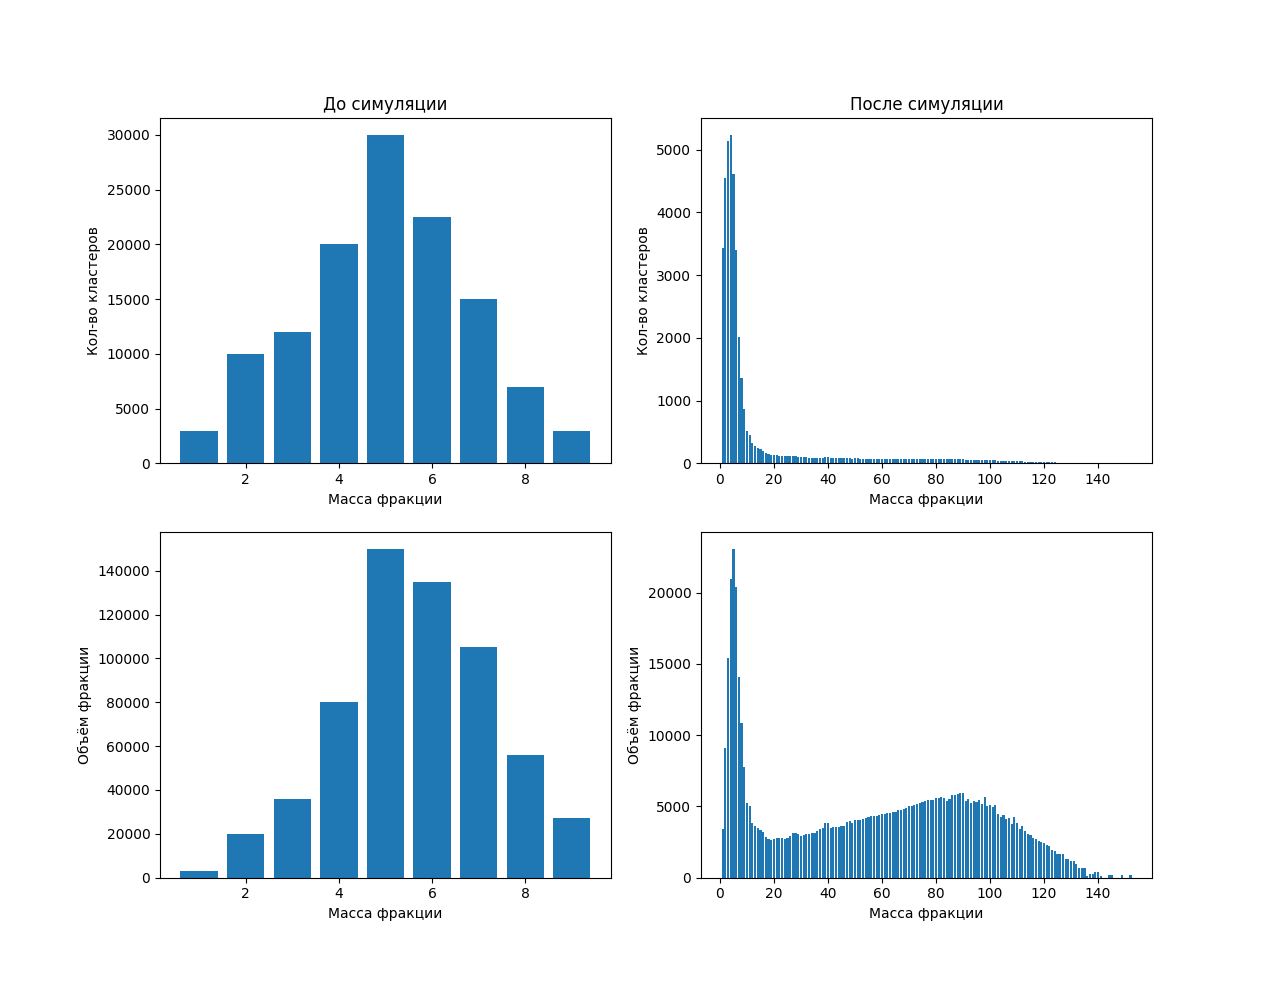 До симуляции
Кол-во кластеров
30000
25000
20000
15000
10000
5000
0
2 4 6 8
Масса фракции
После симуляции
Кол-во кластеров
5000
4000
3000
2000
1000
0
0 20 40 60 80 100 120 140
Масса фракции
Объём фракции
140000
120000
100000
80000
60000
40000
20000
0
2 4 6 8
Масса фракции
Объём фракции
20000
15000
10000
5000
0
0 20 40 60 80 100 120 140
Масса фракции